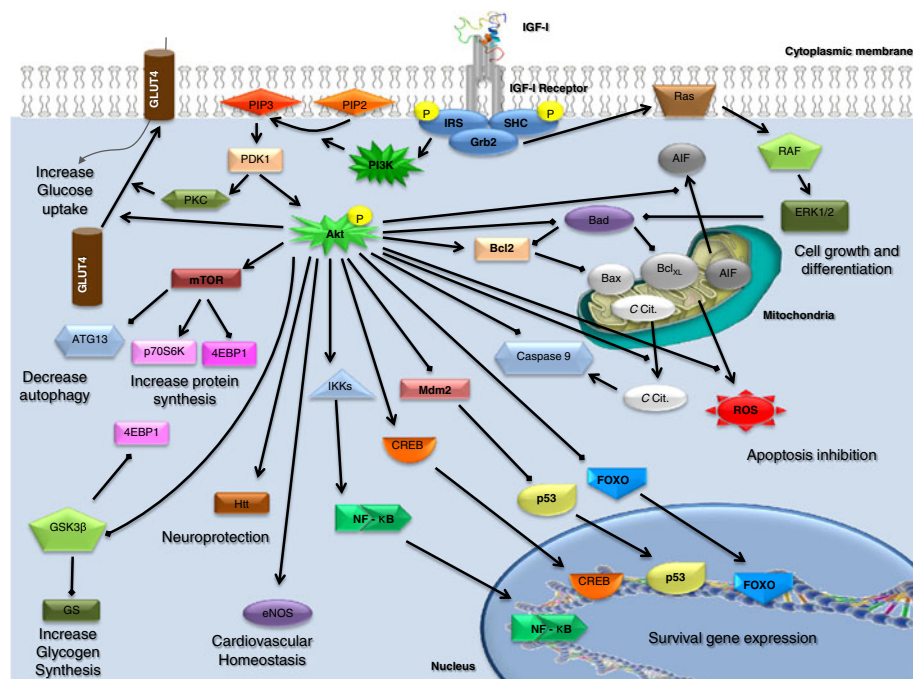 IGF-I
Cytoplasmic membrane
GLUT4
IGF-I Receptor
PIP3
PIP2
P
IRS
SHC
P
Grb2
Ras
PI3K
PDK1
AIF
RAF
Increase
Glucose
uptake
PKC
P
Akt
Bad
ERK1/2
Bcl2
Cell growth and
differentiation
GLUT4
mTOR
Bax
BclXL
AIF
C Cit.
Mitochondria
ATG13
p70S6K
4EBP1
Caspase 9
Decrease
autophagy
Increase protein
synthesis
IKKs
Mdm2
C Cit.
ROS
4EBP1
CREB
Apoptosis inhibition
FOXO
p53
Htt
NF - κB
GSK3β
Neuroprotection
CREB
p53
FOXO
GS
eNOS
NF - κB
Increase
Glycogen
Synthesis
Cardiovascular
Homeostasis
Survival gene expression
Nucleus